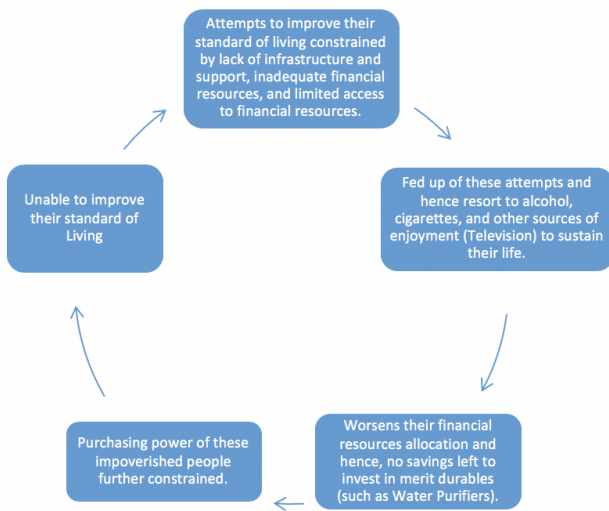 Attempts to improve their
standard of living constrained
by lack of infrastructure and
support, inadequate financial
resources, and limited access
to financial resources.
Fed up of these attempts and
hence resort to alcohol,
cigarettes, and other sources of
enjoyment (Television) to sustain
their life.
Worsens their financial
resources allocation and
hence, no savings left to
invest in merit durables
(such as Water Purifiers).
Purchasing power of these
impoverished people
further constrained.
Unable to improve
their standard of
Living